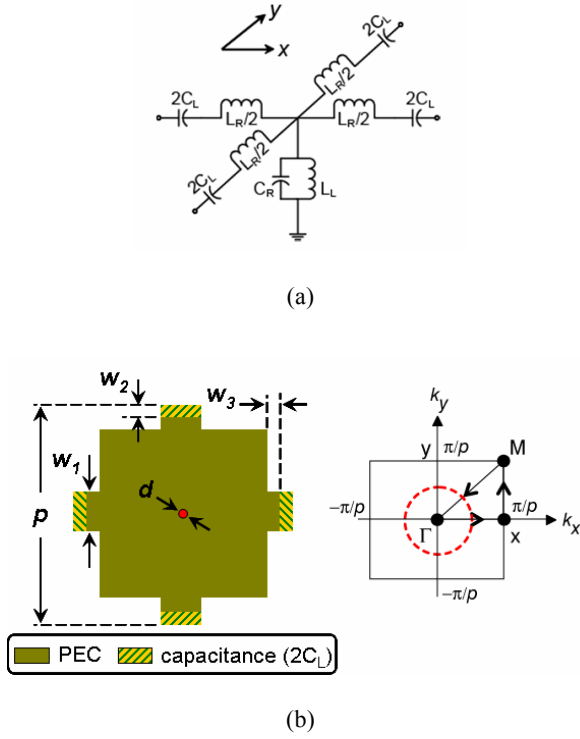 y
x
2C_L
L_R/2
2C_L
L_R/2
L_R/2
2C_L
L_R/2
2C_L
C_R
L_L
(a)
w_2
w_3
w_1
d
p
k_y
y
π/p
M
−π/p
Γ
π/p
x
k_x
−π/p
PEC
capacitance (2C_L)
(b)